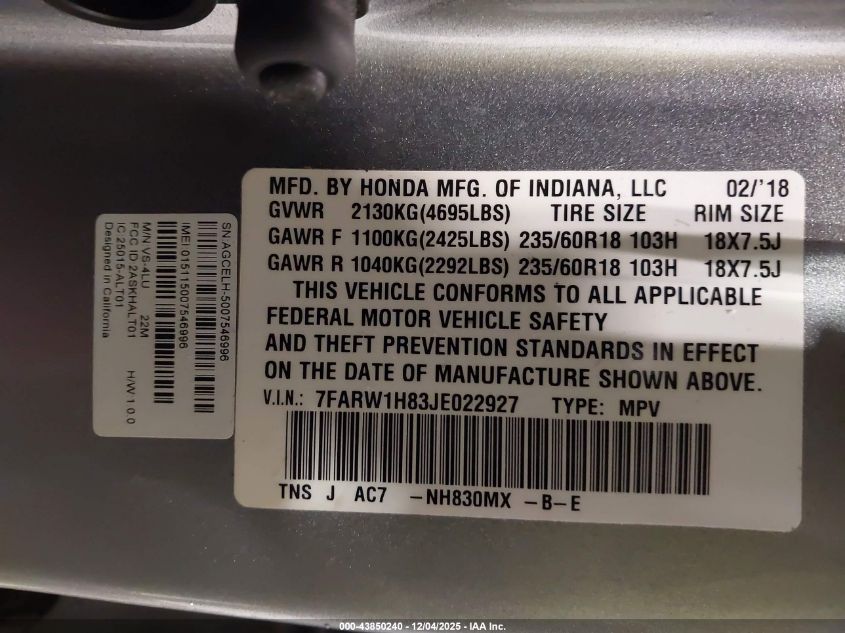 MFD. BY HONDA MFG. OF INDIANA, LLC 02/'18
GVWR 2130KG(4695LBS) TIRE SIZE RIM SIZE
GAWR F 1100KG(2425LBS) 235/60R18 103H 18X7.5J
GAWR R 1040KG(2292LBS) 235/60R18 103H 18X7.5J
THIS VEHICLE CONFORMS TO ALL APPLICABLE
FEDERAL MOTOR VEHICLE SAFETY
AND THEFT PREVENTION STANDARDS IN EFFECT
ON THE DATE OF MANUFACTURE SHOWN ABOVE.
V.I.N.: 7FARW1H83JE022927 TYPE: MPV
TNS J AC7 -NH830MX -B-E
SN:AGCELH-5007546996
IMEI:015115007546996
M/N VS-4LU 22M
FCC ID 2ASKHALT01 H/W 1.0.0
IC 25015-ALT01
Designed in California
000-43850240 - 12/04/2025 - IAA Inc.